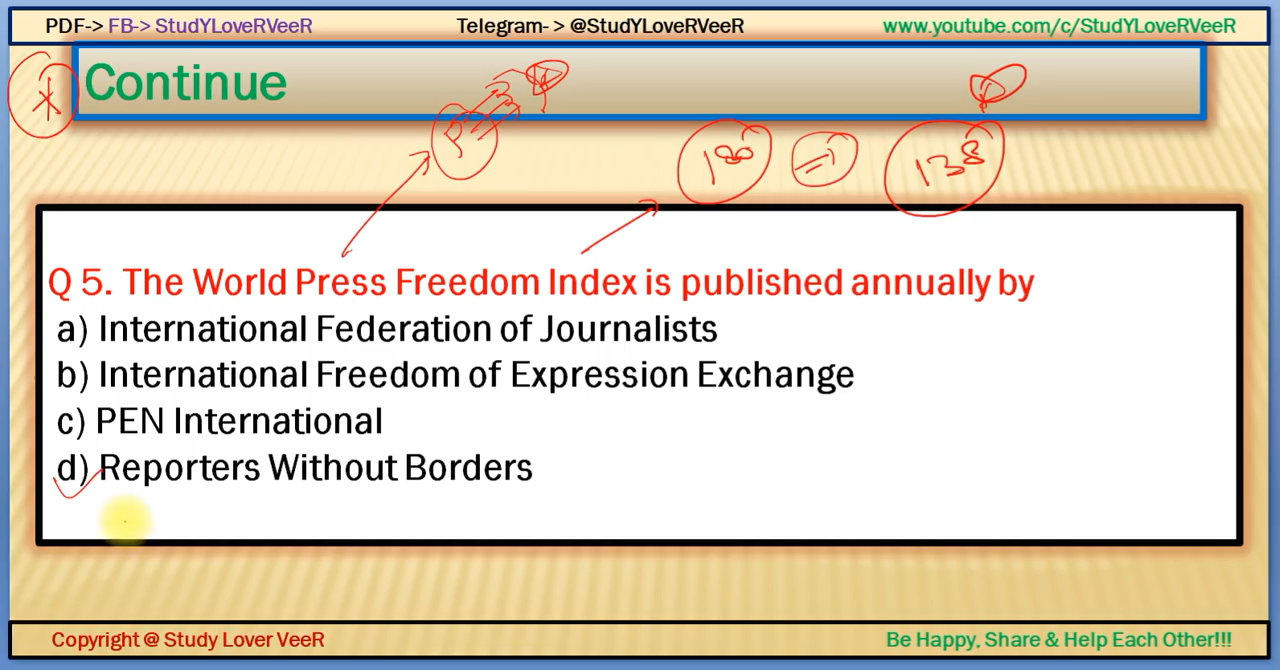 PDF-> FB-> StudYLoveRVeeR Telegram- > @StudYLoveRVeeR www.youtube.com/c/StudYLoveRVeeR
Continue
180 => 138
Q 5. The World Press Freedom Index is published annually by
a) International Federation of Journalists
b) International Freedom of Expression Exchange
c) PEN International
d) Reporters Without Borders
Copyright @ Study Lover VeeR Be Happy, Share & Help Each Other!!!